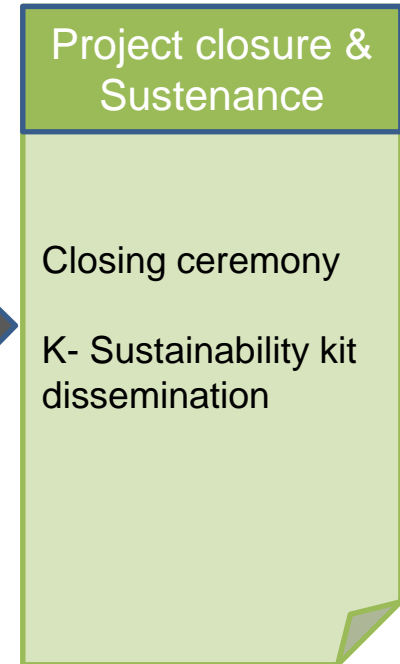 Project closure &
Sustenance
Closing ceremony
K- Sustainability kit
dissemination